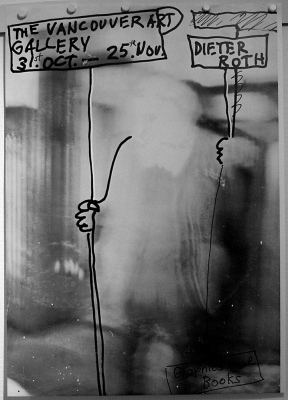 THE VANCOUVER ART
GALLERY
31ST. OCT. — 25TH. NOV.
DIETER
ROTH
Graphics &
Books